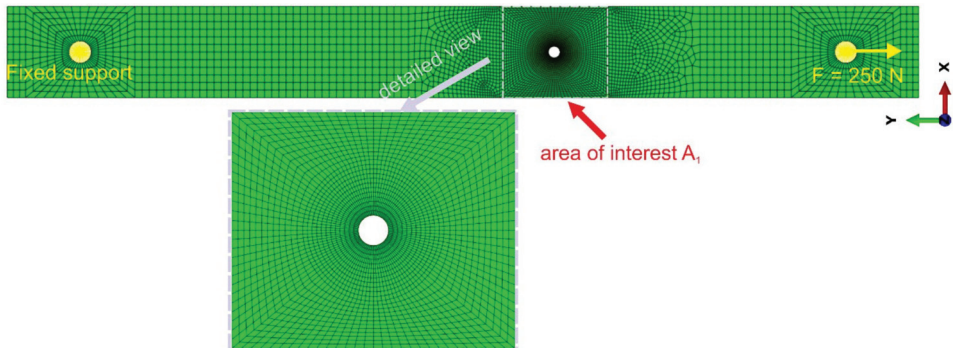 Fixed support
detailed view
F = 250 N
X
Y
area of interest A₁